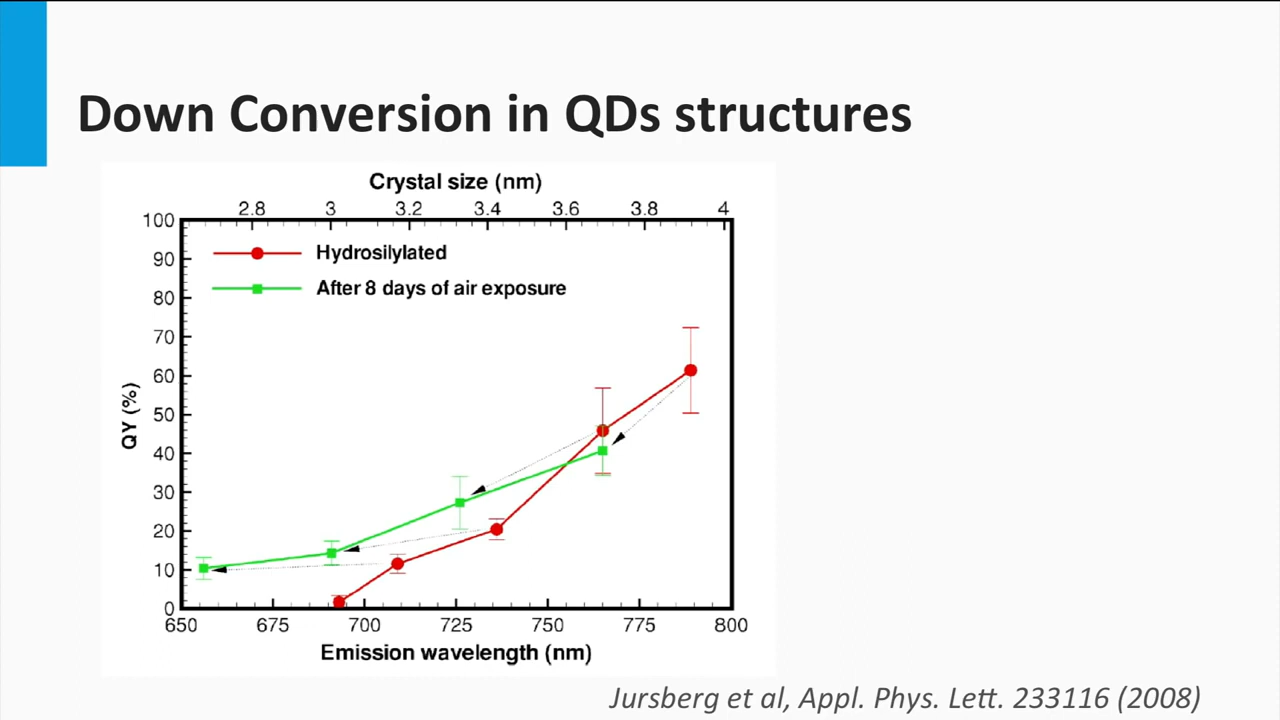 Down Conversion in QDs structures
Crystal size (nm)
2.8 3 3.2 3.4 3.6 3.8 4
100
90
80
70
60
50
40
30
20
10
0
QY (%)
Hydrosilylated
After 8 days of air exposure
650 675 700 725 750 775 800
Emission wavelength (nm)
Jursberg et al, Appl. Phys. Lett. 233116 (2008)